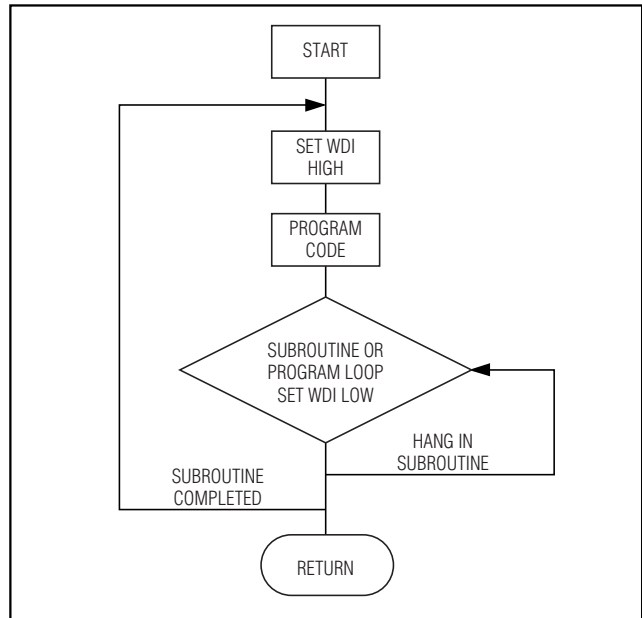 START
SET WDI
HIGH
PROGRAM
CODE
SUBROUTINE OR
PROGRAM LOOP
SET WDI LOW
HANG IN
SUBROUTINE
SUBROUTINE
COMPLETED
RETURN